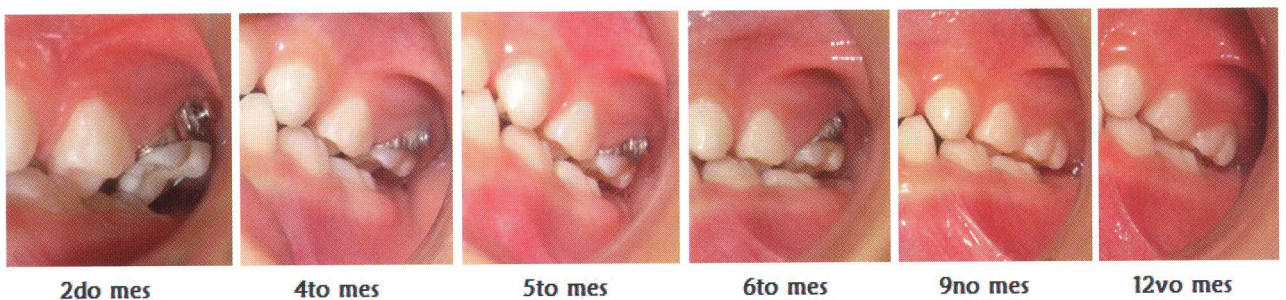 2do mes
4to mes
5to mes
6to mes
9no mes
12vo mes